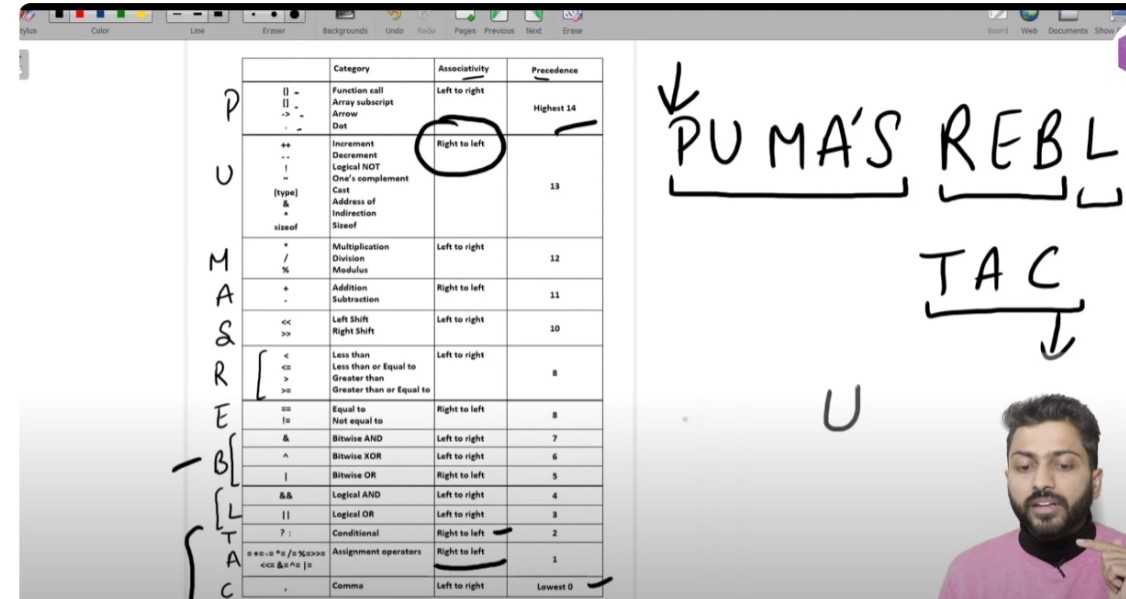 Stylus Color Line Eraser Backgrounds Undo Redo Pages Previous Next Erase Board Web Documents Show
Category Associativity Precedence
P
() Function call Left to right
[] Array subscript
-> Arrow
. Dot
Highest 14
U
++ Increment Right to left
-- Decrement
! Logical NOT
~ One's complement
(type) Cast
& Address of
* Indirection
sizeof Sizeof
13
M
* Multiplication Left to right
/ Division
% Modulus
12
A
+ Addition Right to left
- Subtraction
11
S
<< Left Shift Left to right
>> Right Shift
10
R
< Less than Left to right
<= Less than or Equal to
> Greater than
>= Greater than or Equal to
8
E
== Equal to Right to left
!= Not equal to
8
B
& Bitwise AND Left to right 7
^ Bitwise XOR Left to right 6
| Bitwise OR Right to left 5
L
&& Logical AND Left to right 4
|| Logical OR Left to right 3
T ? : Conditional Right to left 2
A
= += -= *= /= %= >>= Assignment operators Right to left
<<= &= ^= |=
1
C , Comma Left to right Lowest 0
PUMA'S REBL
TAC
U